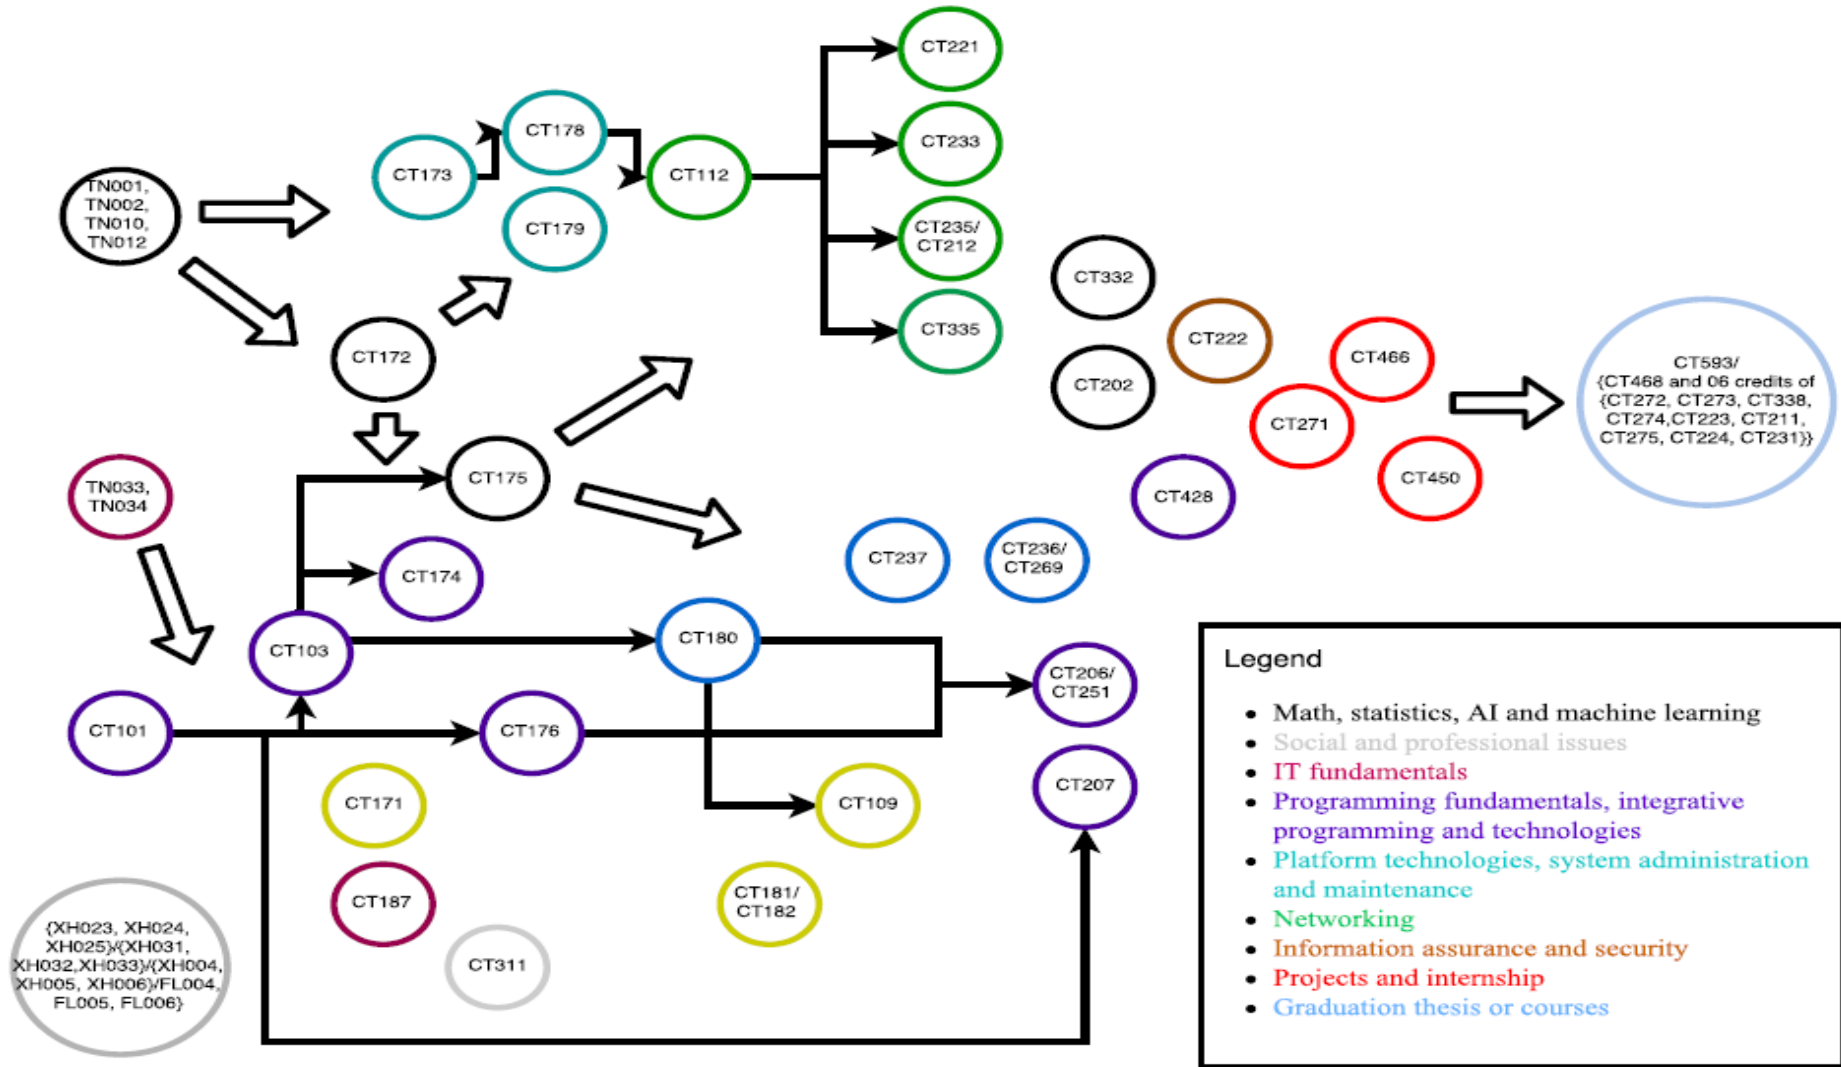 CT221
CT178
CT233
CT173
CT112
TN001,
TN002,
TN010,
TN012
CT179
CT235/
CT212
CT332
CT335
CT222
CT172
CT466
CT202
CT593/
{CT468 and 06 credits of
{CT272, CT273, CT338,
CT274,CT223, CT211,
CT275, CT224, CT231}}
CT271
CT175
CT450
TN033,
TN034
CT428
CT174
CT237
CT236/
CT269
CT103
CT180
CT206/
CT251
CT101
CT176
CT207
CT171
CT109
CT187
CT181/
CT182
CT311
{XH023, XH024,
XH025}/{XH031,
XH032,XH033}/{XH004,
XH005, XH006}/FL004,
FL005, FL006}
Legend
• Math, statistics, AI and machine learning
• Social and professional issues
• IT fundamentals
• Programming fundamentals, integrative
programming and technologies
• Platform technologies, system administration
and maintenance
• Networking
• Information assurance and security
• Projects and internship
• Graduation thesis or courses